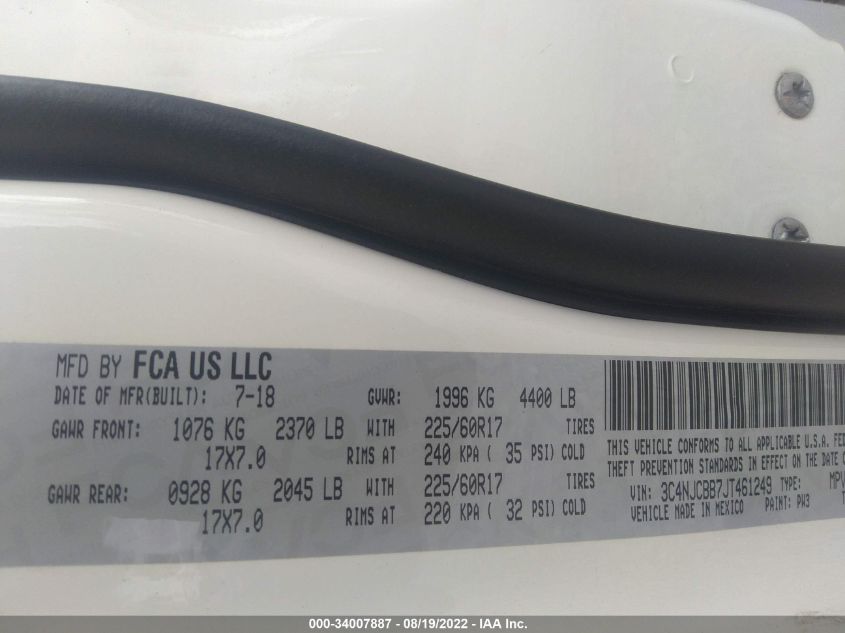 MFD BY FCA US LLC
DATE OF MFR(BUILT): 7-18 GVWR: 1996 KG 4400 LB
GAWR FRONT: 1076 KG 2370 LB WITH 225/60R17 TIRES
17X7.0 RIMS AT 240 KPA ( 35 PSI) COLD
GAWR REAR: 0928 KG 2045 LB WITH 225/60R17 TIRES
17X7.0 RIMS AT 220 KPA ( 32 PSI) COLD
THIS VEHICLE CONFORMS TO ALL APPLICABLE U.S.A. FED
THEFT PREVENTION STANDARDS IN EFFECT ON THE DATE O
VIN: 3C4NJCBB7JT461249 TYPE: MPV
VEHICLE MADE IN MEXICO PAINT: PW3
000-34007887 - 08/19/2022 - IAA Inc.